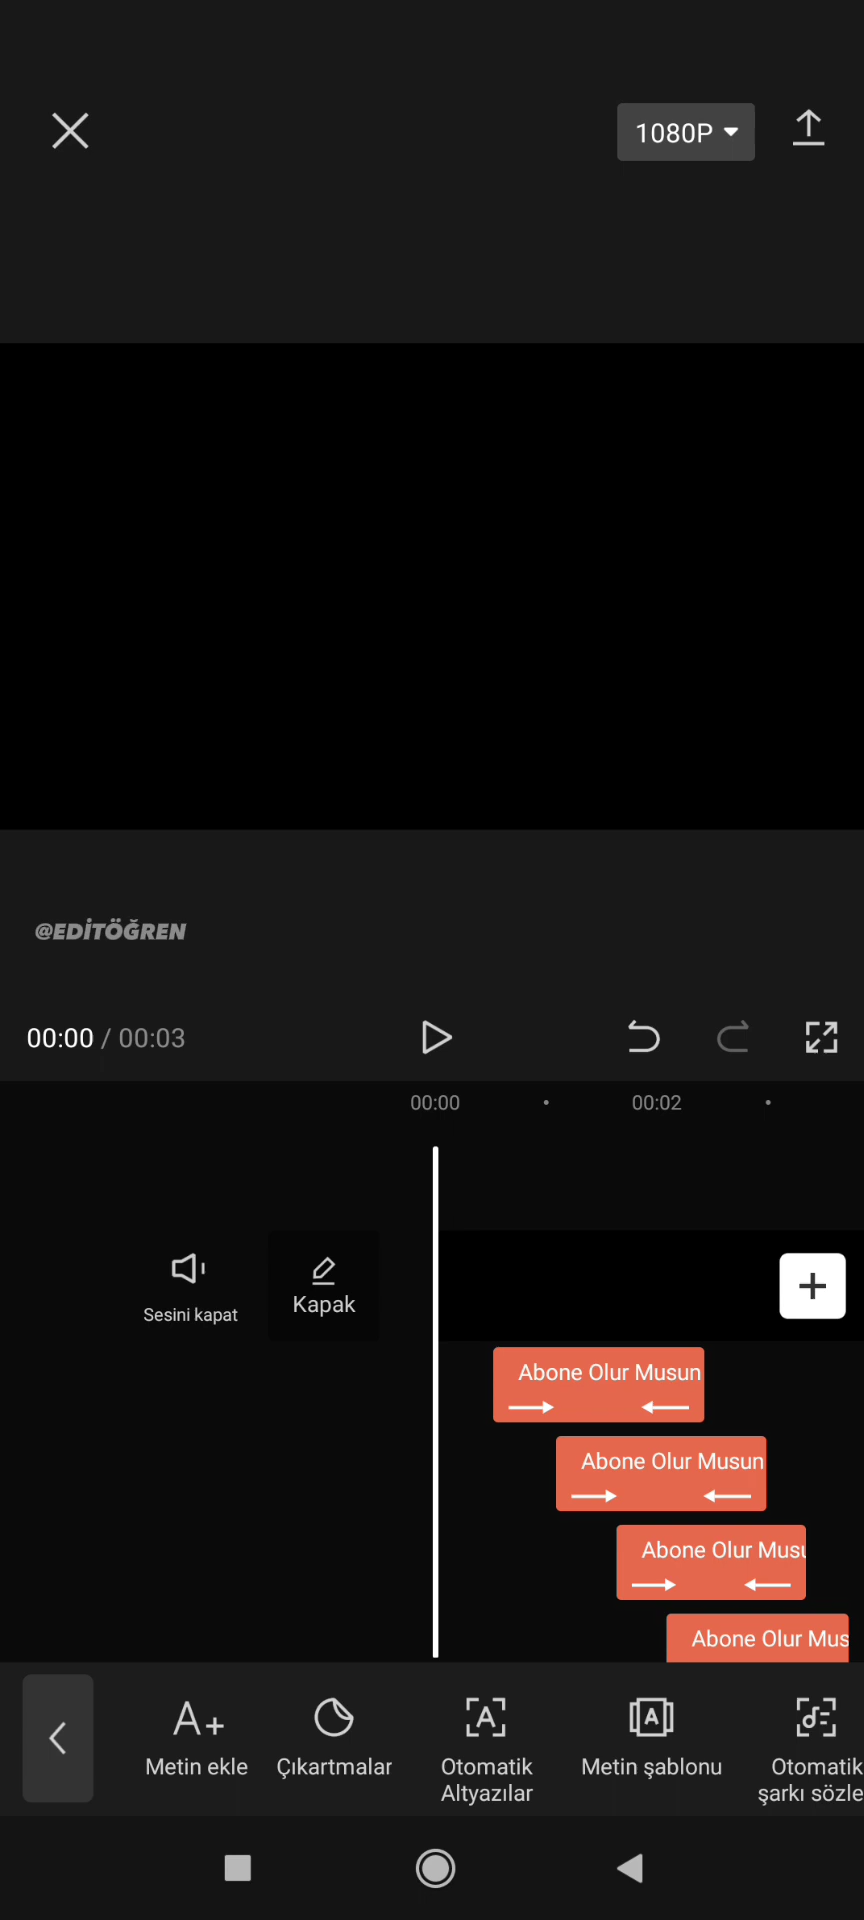 1080P
@EDİTÖĞREN
00:00 / 00:03
00:00
00:02
Sesini kapat
Kapak
Abone Olur Musun
Abone Olur Musun
Abone Olur Musu
Abone Olur Mus
A+
Metin ekle
Çıkartmalar
Otomatik
Altyazılar
Metin şablonu
Otomatik
şarkı sözle